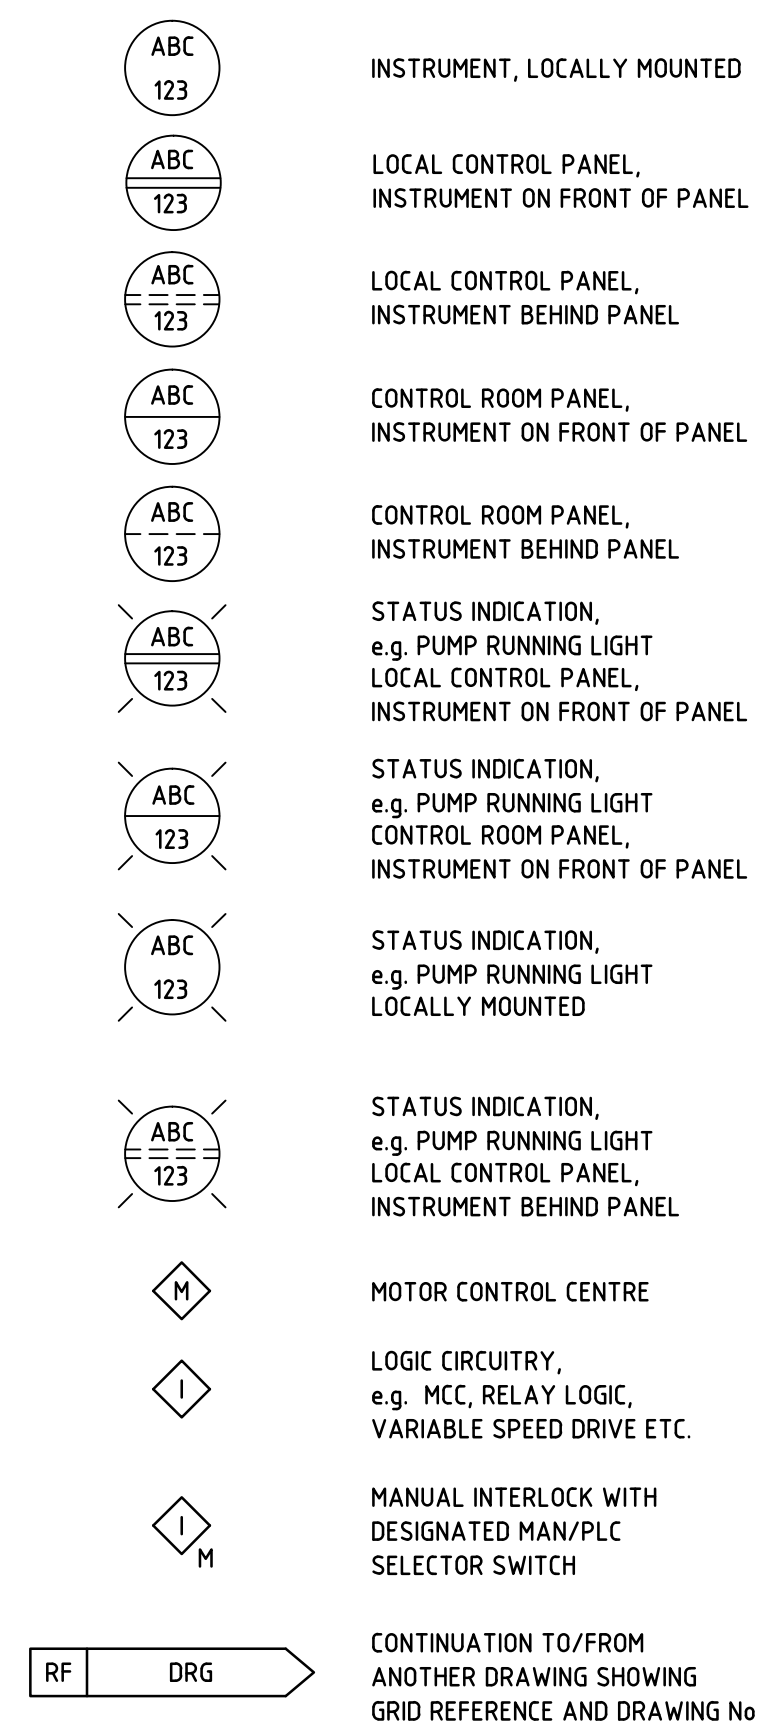 ABC
123
INSTRUMENT, LOCALLY MOUNTED
ABC
123
LOCAL CONTROL PANEL,
INSTRUMENT ON FRONT OF PANEL
ABC
123
LOCAL CONTROL PANEL,
INSTRUMENT BEHIND PANEL
ABC
123
CONTROL ROOM PANEL,
INSTRUMENT ON FRONT OF PANEL
ABC
123
CONTROL ROOM PANEL,
INSTRUMENT BEHIND PANEL
ABC
123
STATUS INDICATION,
e.g. PUMP RUNNING LIGHT
LOCAL CONTROL PANEL,
INSTRUMENT ON FRONT OF PANEL
ABC
123
STATUS INDICATION,
e.g. PUMP RUNNING LIGHT
CONTROL ROOM PANEL,
INSTRUMENT ON FRONT OF PANEL
ABC
123
STATUS INDICATION,
e.g. PUMP RUNNING LIGHT
LOCALLY MOUNTED
ABC
123
STATUS INDICATION,
e.g. PUMP RUNNING LIGHT
LOCAL CONTROL PANEL,
INSTRUMENT BEHIND PANEL
M
MOTOR CONTROL CENTRE
I
LOGIC CIRCUITRY,
e.g. MCC, RELAY LOGIC,
VARIABLE SPEED DRIVE ETC.
I
M
MANUAL INTERLOCK WITH
DESIGNATED MAN/PLC
SELECTOR SWITCH
RF DRG
CONTINUATION TO/FROM
ANOTHER DRAWING SHOWING
GRID REFERENCE AND DRAWING No